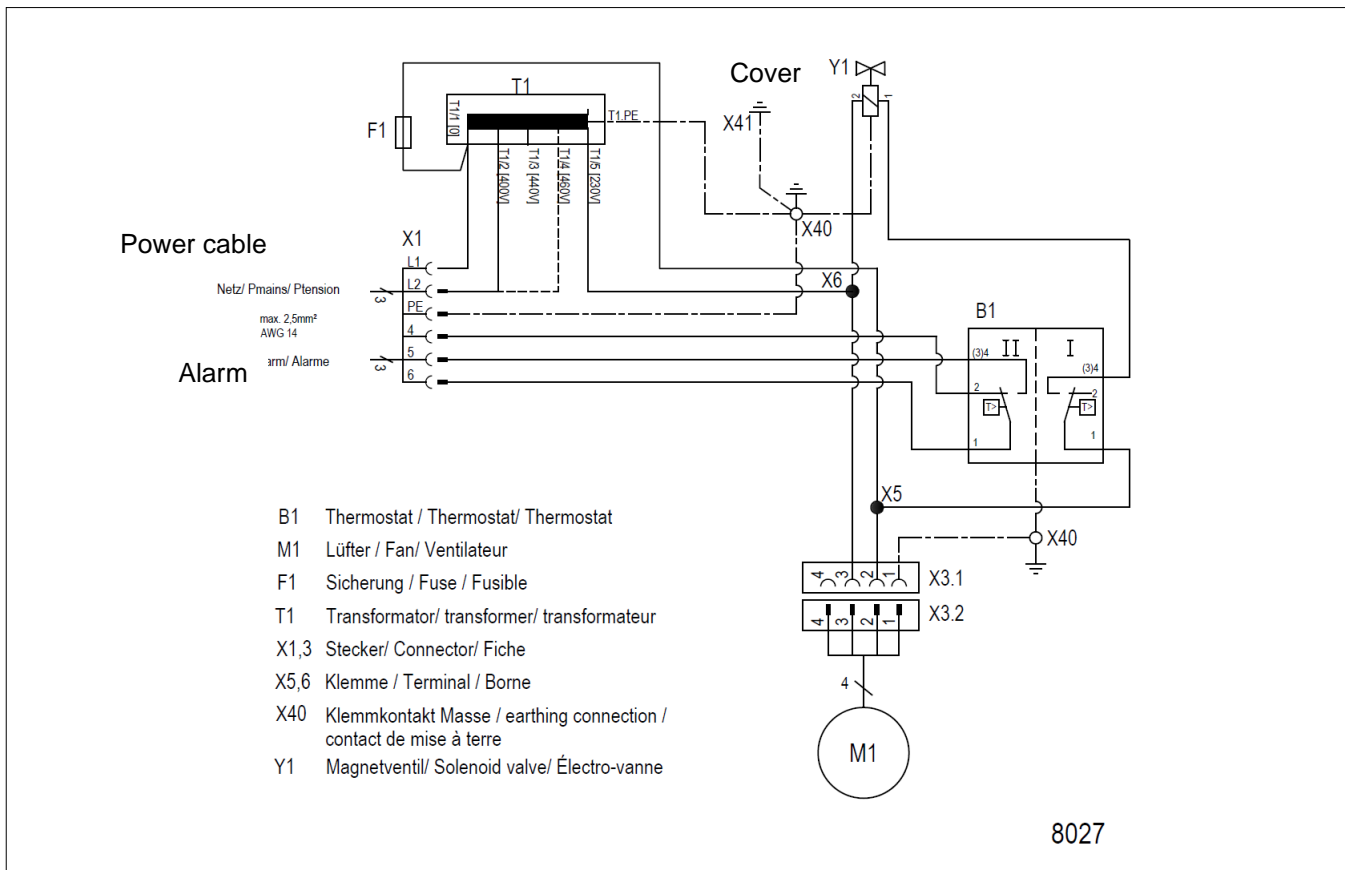 Cover
Y1
2
1
T1
T1/1 [0]
T1.PE
F1
X41
T1/2 [400V]
T1/3 [440V]
T1/4 [460V]
T1/5 [230V]
X40
Power cable
X1
L1
Netz/ Pmains/ Ptension
3
L2
X6
PE
max. 2,5mm²
AWG 14
B1
4
II
I
Alarm
arm/ Alarme
3
5
(3)4
(3)4
6
2
2
T>
T>
1
1
X5
B1 Thermostat / Thermostat/ Thermostat
M1 Lüfter / Fan/ Ventilateur
F1 Sicherung / Fuse / Fusible
T1 Transformator/ transformer/ transformateur
X1,3 Stecker/ Connector/ Fiche
X5,6 Klemme / Terminal / Borne
X40 Klemmkontakt Masse / earthing connection /
contact de mise à terre
Y1 Magnetventil/ Solenoid valve/ Électro-vanne
X40
4 3 2 1
X3.1
4 3 2 1
X3.2
4
M1
8027